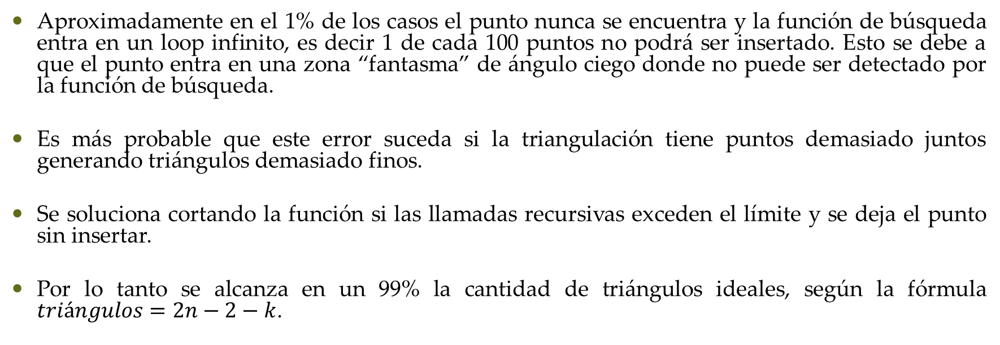 • Aproximadamente en el 1% de los casos el punto nunca se encuentra y la función de búsqueda
entra en un loop infinito, es decir 1 de cada 100 puntos no podrá ser insertado. Esto se debe a
que el punto entra en una zona “fantasma” de ángulo ciego donde no puede ser detectado por
la función de búsqueda.
• Es más probable que este error suceda si la triangulación tiene puntos demasiado juntos
generando triángulos demasiado finos.
• Se soluciona cortando la función si las llamadas recursivas exceden el límite y se deja el punto
sin insertar.
• Por lo tanto se alcanza en un 99% la cantidad de triángulos ideales, según la fórmula
triángulos = 2n − 2 − k.